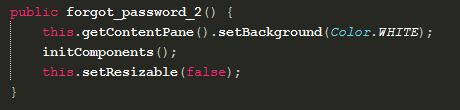 public forgot_password_2() {
    this.getContentPane().setBackground(Color.WHITE);
    initComponents();
    this.setResizable(false);
}